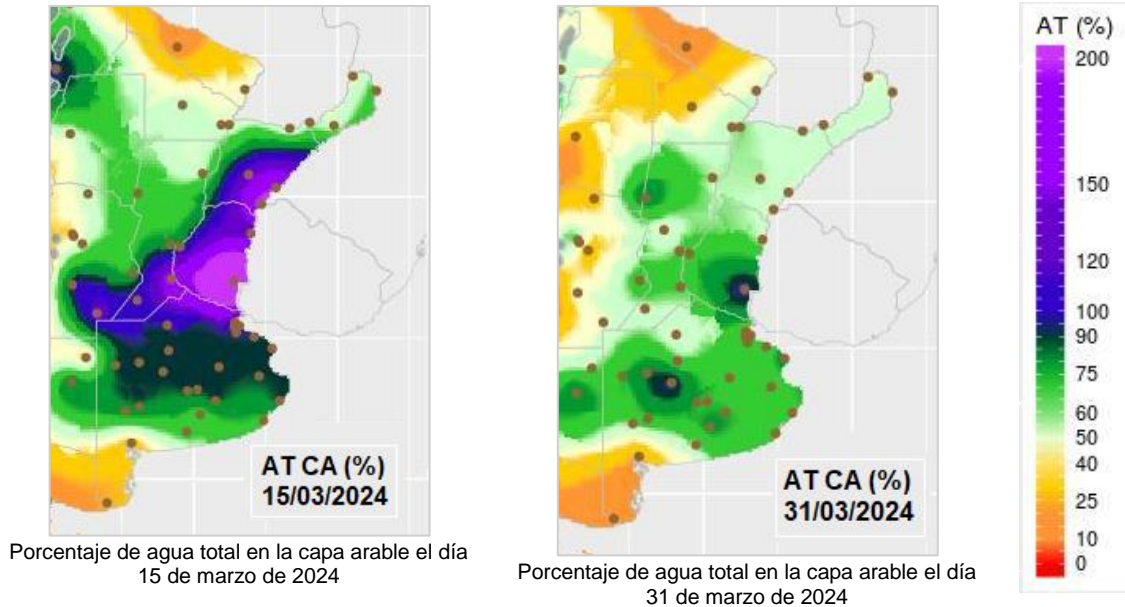 AT CA (%)
15/03/2024
Porcentaje de agua total en la capa arable el día
15 de marzo de 2024
AT CA (%)
31/03/2024
Porcentaje de agua total en la capa arable el día
31 de marzo de 2024
AT (%)
200
150
120
100
90
75
60
50
40
25
10
0